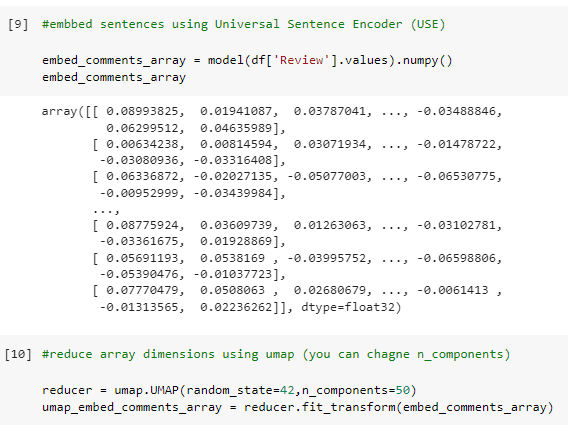 [9] #embbed sentences using Universal Sentence Encoder (USE)
embed_comments_array = model(df['Review'].values).numpy()
embed_comments_array
array([[ 0.08993825,  0.01941087,  0.03787041, ..., -0.03488846,
         0.06299512,  0.04635989],
       [ 0.00634238,  0.00814594,  0.03071934, ..., -0.01478722,
        -0.03080936, -0.03316408],
       [ 0.06336872, -0.02027135, -0.05077003, ..., -0.06530775,
        -0.00952999, -0.03439984],
       ...,
       [ 0.08775924,  0.03609739,  0.01263063, ..., -0.03102781,
        -0.03361675,  0.01928869],
       [ 0.05691193,  0.0538169 , -0.03995752, ..., -0.06598806,
        -0.05390476, -0.01037723],
       [ 0.07770479,  0.0508063 ,  0.02680679, ..., -0.0061413 ,
        -0.01313565,  0.02236262]], dtype=float32)
[10] #reduce array dimensions using umap (you can chagne n_components)
reducer = umap.UMAP(random_state=42,n_components=50)
umap_embed_comments_array = reducer.fit_transform(embed_comments_array)